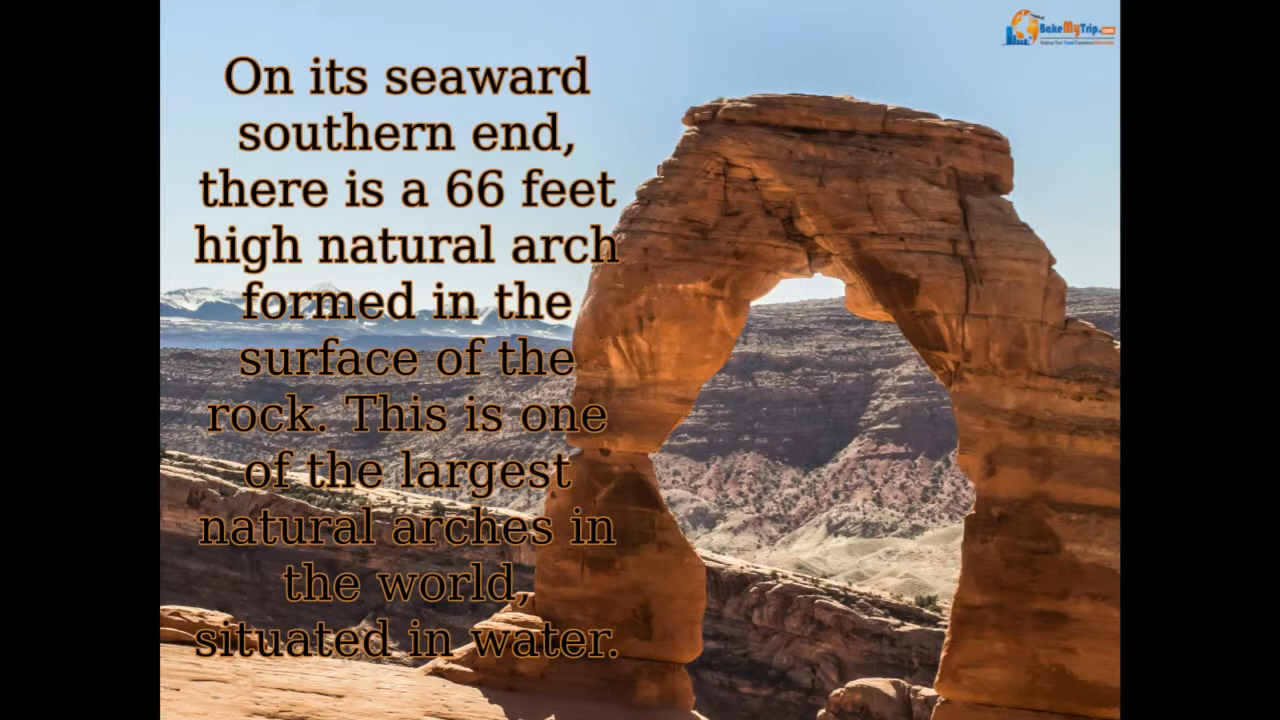 BakeMyTrip.com
On its seaward
southern end,
there is a 66 feet
high natural arch
formed in the
surface of the
rock. This is one
of the largest
natural arches in
the world,
situated in water.